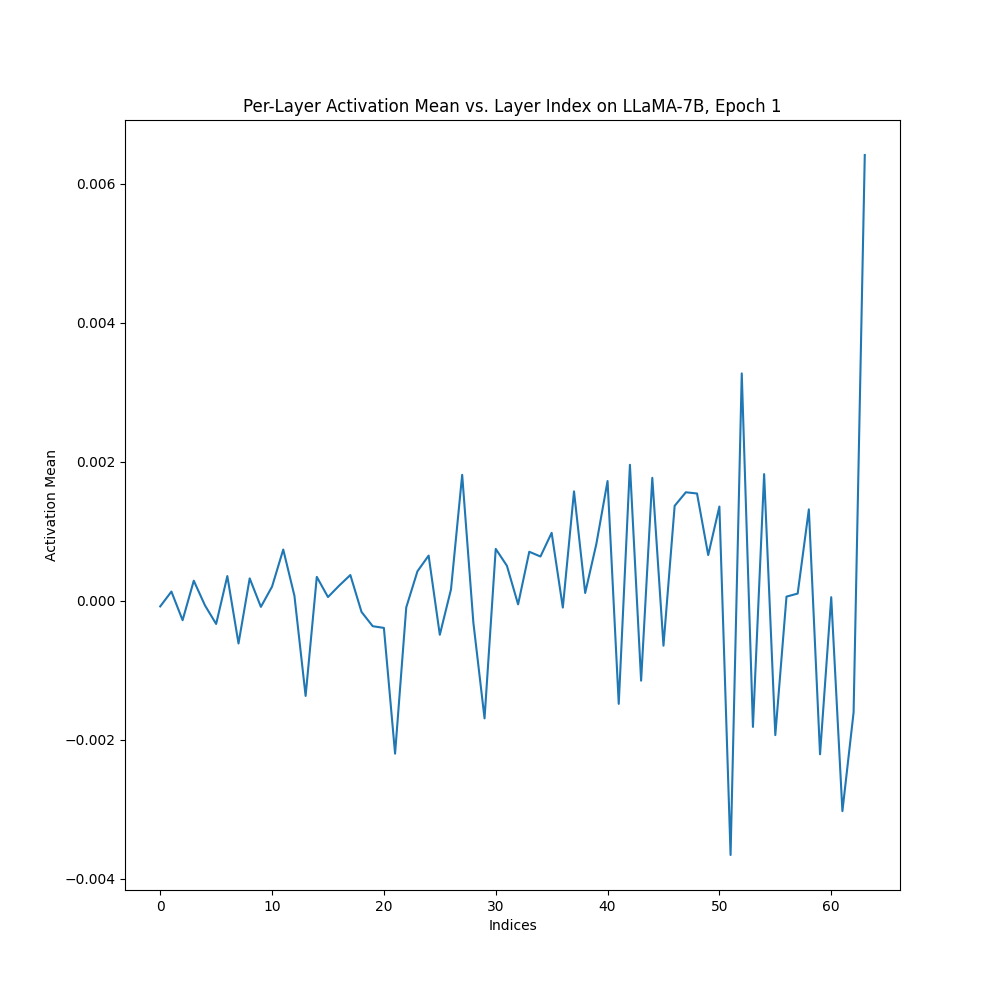 Per-Layer Activation Mean vs. Layer Index on LLaMA-7B, Epoch 1
0.006
0.004
0.002
0.000
−0.002
−0.004
Activation Mean
0 10 20 30 40 50 60
Indices